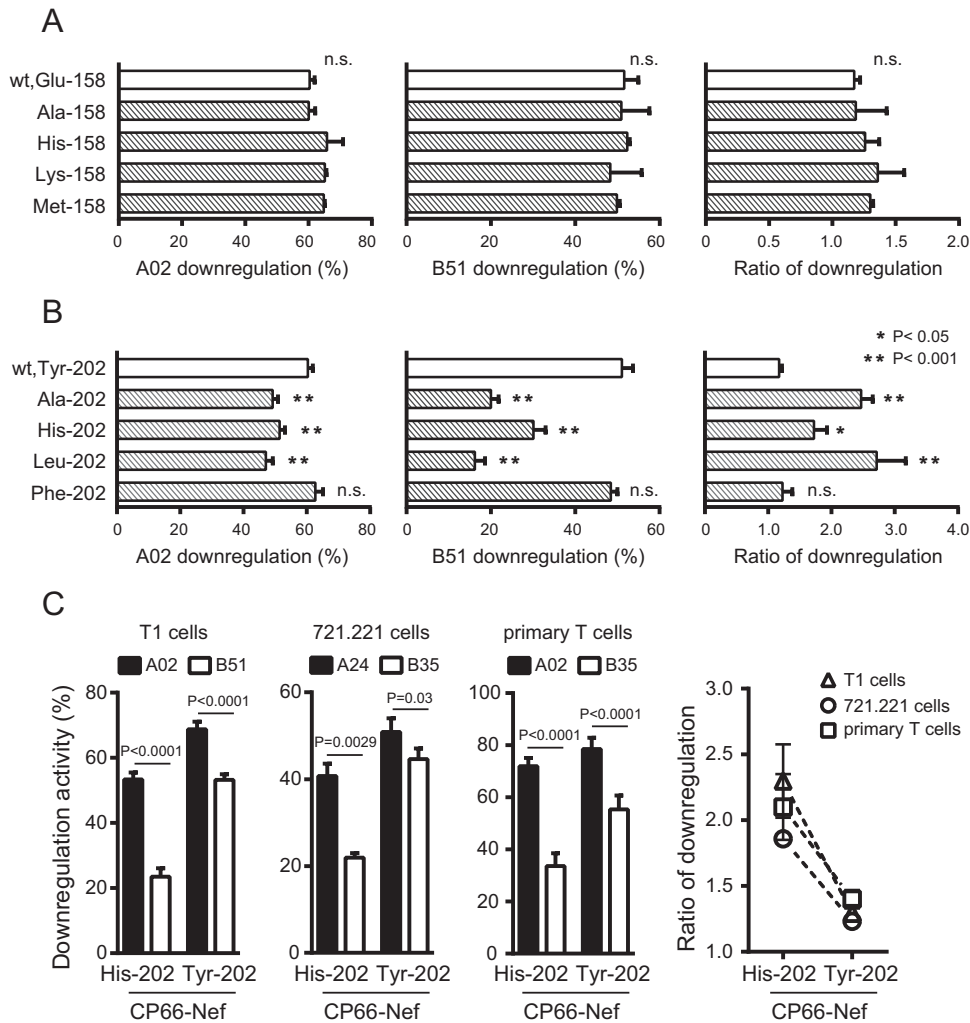 A
wt,Glu-158
Ala-158
His-158
Lys-158
Met-158
n.s.
0 20 40 60 80
A02 downregulation (%)
n.s.
0 20 40 60
B51 downregulation (%)
n.s.
0 0.5 1.0 1.5 2.0
Ratio of downregulation
B
wt,Tyr-202
Ala-202
His-202
Leu-202
Phe-202
**
**
**
n.s.
0 20 40 60 80
A02 downregulation (%)
**
**
**
n.s.
0 20 40 60
B51 downregulation (%)
* P< 0.05
** P< 0.001
**
*
**
n.s.
0 1.0 2.0 3.0 4.0
Ratio of downregulation
C
T1 cells
A02 B51
Downregulation activity (%)
80
60
40
20
0
P<0.0001
P<0.0001
His-202 Tyr-202
CP66-Nef
721.221 cells
A24 B35
60
40
20
0
P=0.03
P=0.0029
His-202 Tyr-202
CP66-Nef
primary T cells
A02 B35
100
80
60
40
20
0
P<0.0001
P<0.0001
His-202 Tyr-202
CP66-Nef
T1 cells
721.221 cells
primary T cells
Ratio of downregulation
3.0
2.5
2.0
1.5
1.0
His-202 Tyr-202
CP66-Nef